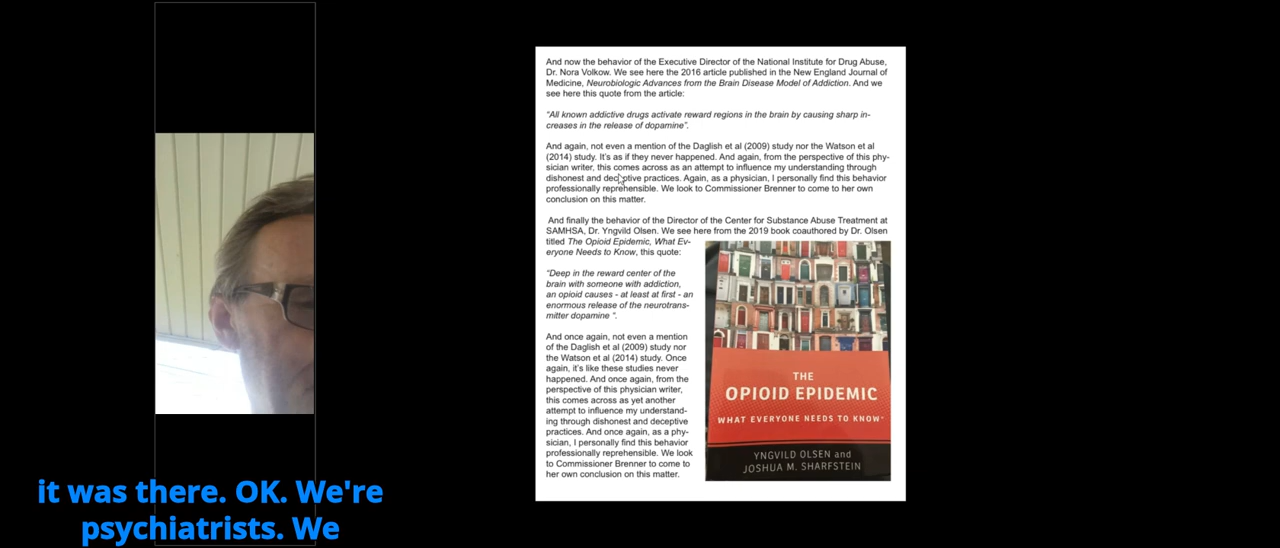 And now the behavior of the Executive Director of the National Institute for Drug Abuse,
Dr. Nora Volkow. We see here the 2016 article published in the New England Journal of
Medicine, Neurobiologic Advances from the Brain Disease Model of Addiction. And we
see here this quote from the article:
“All known addictive drugs activate reward regions in the brain by causing sharp in-
creases in the release of dopamine”.
And again, not even a mention of the Daglish et al (2009) study nor the Watson et al
(2014) study. It’s as if they never happened. And again, from the perspective of this phy-
sician writer, this comes across as an attempt to influence my understanding through
dishonest and deceptive practices. Again, as a physician, I personally find this behavior
professionally reprehensible. We look to Commissioner Brenner to come to her own
conclusion on this matter.
And finally the behavior of the Director of the Center for Substance Abuse Treatment at
SAMHSA, Dr. Yngvild Olsen. We see here from the 2019 book coauthored by Dr. Olsen
titled The Opioid Epidemic, What Ev-
eryone Needs to Know, this quote:
“Deep in the reward center of the
brain with someone with addiction,
an opioid causes - at least at first - an
enormous release of the neurotrans-
mitter dopamine ”.
And once again, not even a mention
of the Daglish et al (2009) study nor
the Watson et al (2014) study. Once
again, it’s like these studies never
happened. And once again, from the
perspective of this physician writer,
this comes across as yet another
attempt to influence my understand-
ing through dishonest and deceptive
practices. And once again, as a phy-
sician, I personally find this behavior
professionally reprehensible. We look
to Commissioner Brenner to come to
her own conclusion on this matter.
THE
OPIOID EPIDEMIC
WHAT EVERYONE NEEDS TO KNOW®
YNGVILD OLSEN and
JOSHUA M. SHARFSTEIN
it was there. OK. We're
psychiatrists. We